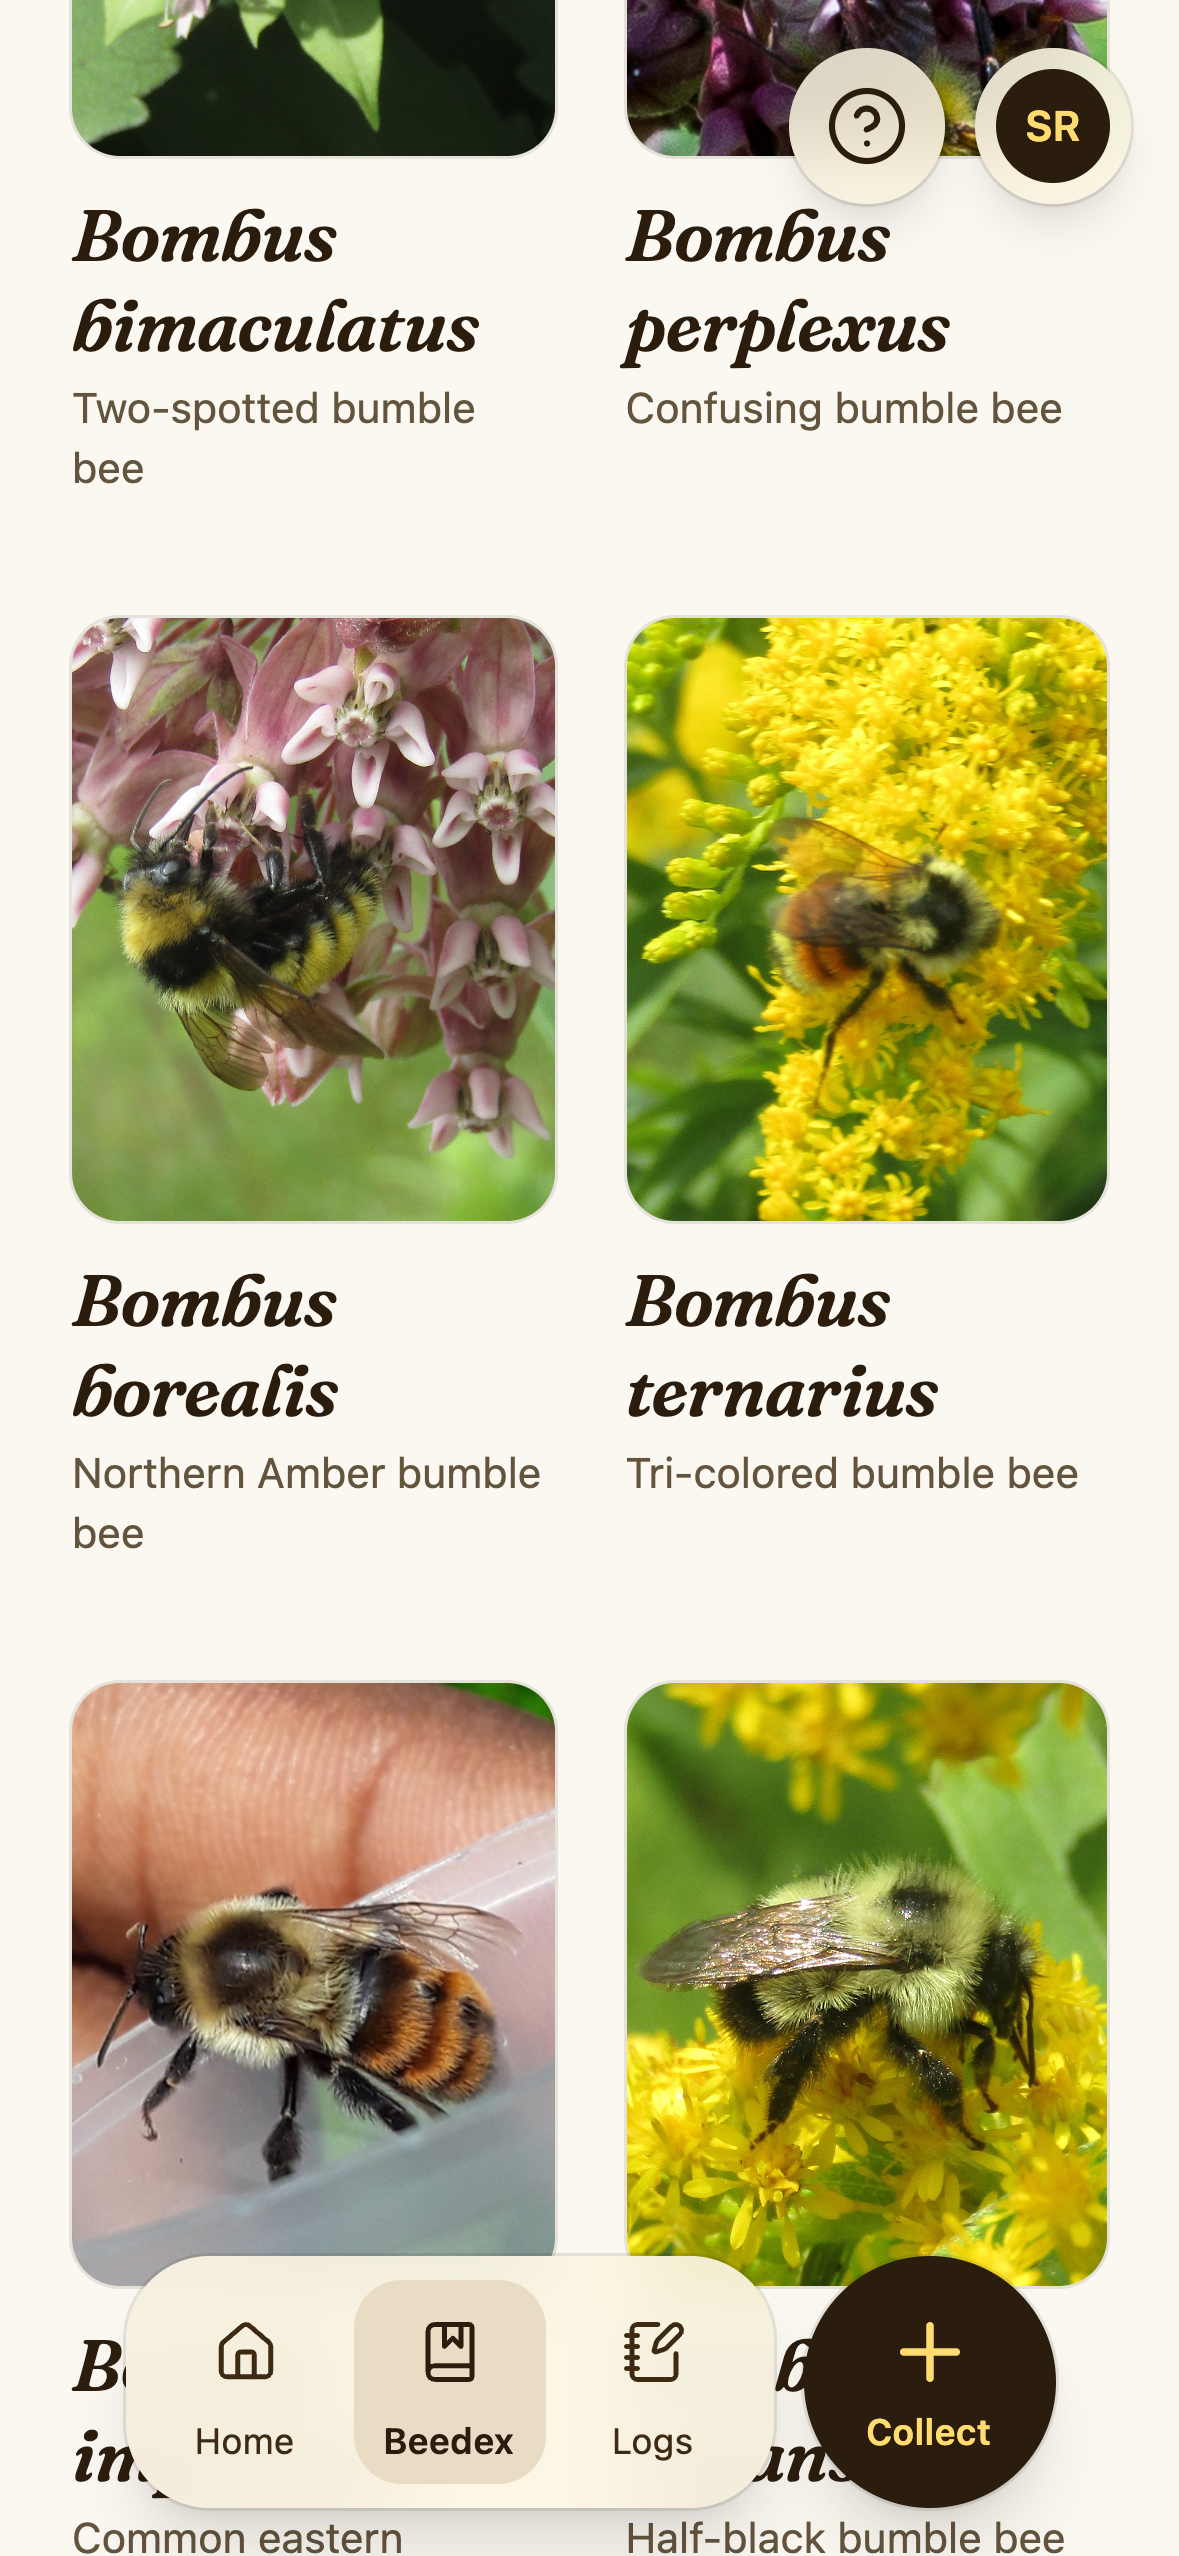 SR
Bombus
bimaculatus
Two-spotted bumble
bee
Bombus
perplexus
Confusing bumble bee
Bombus
borealis
Northern Amber bumble
bee
Bombus
ternarius
Tri-colored bumble bee
Common eastern
Half-black bumble bee
Home
Beedex
Logs
Collect